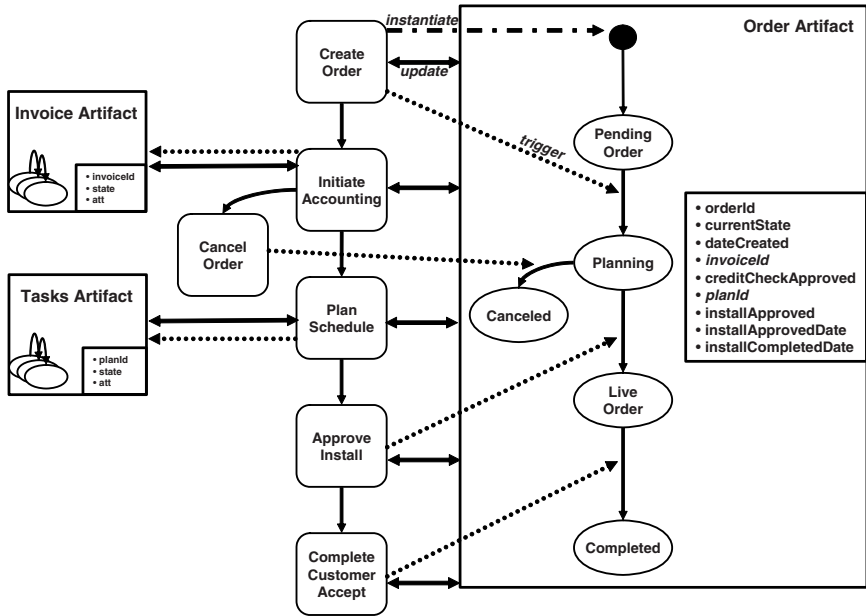 instantiate
Order Artifact
Create
Order
update
Invoice Artifact
• invoiceId
• state
• att
trigger
Pending
Order
Initiate
Accounting
Cancel
Order
• orderId
• currentState
• dateCreated
• invoiceId
• creditCheckApproved
• planId
• installApproved
• installApprovedDate
• installCompletedDate
Planning
Canceled
Tasks Artifact
• planId
• state
• att
Plan
Schedule
Live
Order
Approve
Install
Completed
Complete
Customer
Accept